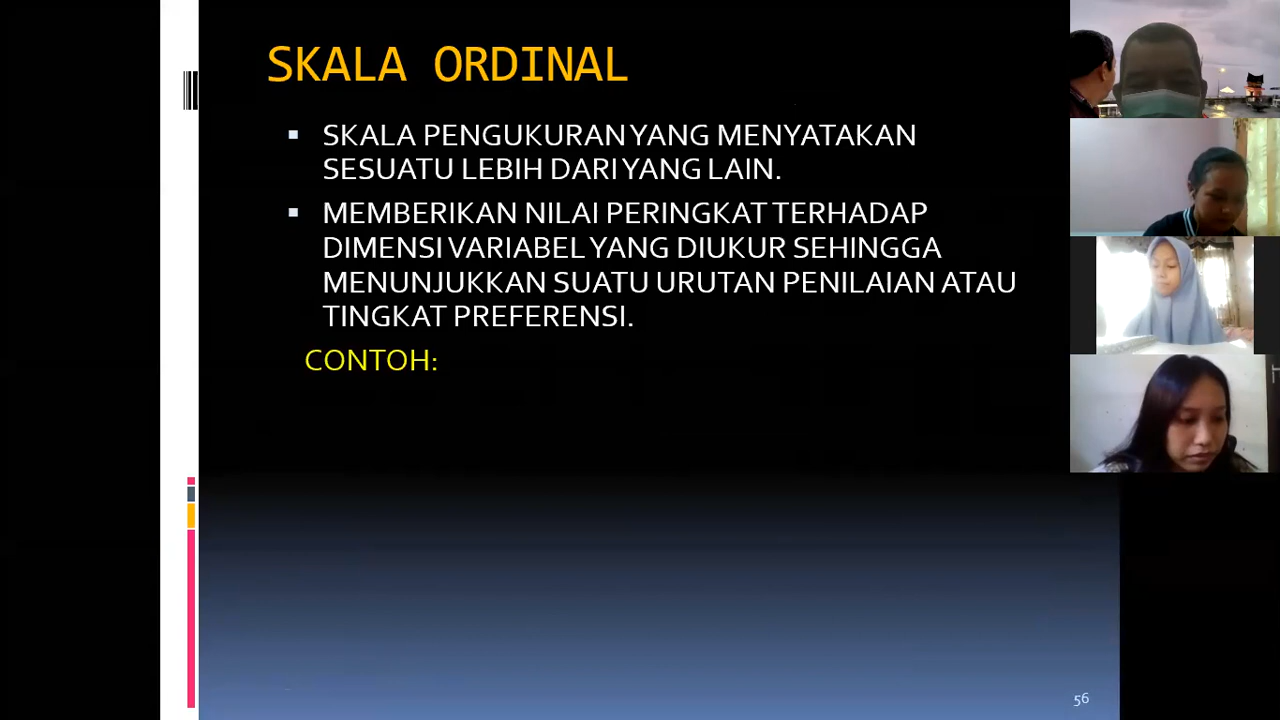 SKALA ORDINAL
SKALA PENGUKURAN YANG MENYATAKAN
SESUATU LEBIH DARI YANG LAIN.
MEMBERIKAN NILAI PERINGKAT TERHADAP
DIMENSI VARIABEL YANG DIUKUR SEHINGGA
MENUNJUKKAN SUATU URUTAN PENILAIAN ATAU
TINGKAT PREFERENSI.
CONTOH:
56